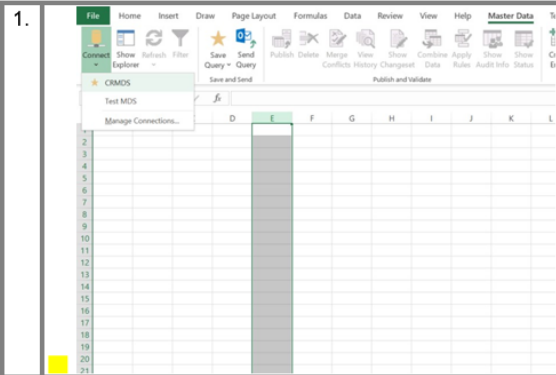 1.
File Home Insert Draw Page Layout Formulas Data Review View Help Master Data
Connect Show Explorer Refresh Filter Save Query Send Query Publish Delete Merge Conflicts View History Show Changeset Combine Data Apply Rules Show Audit Info Show Status
Save and Send Publish and Validate
CRMDS
Test MDS
Manage Connections...
fx
D E F G H I J K L
2
3
4
5
6
7
8
9
10
11
12
13
14
15
16
17
18
19
20
21